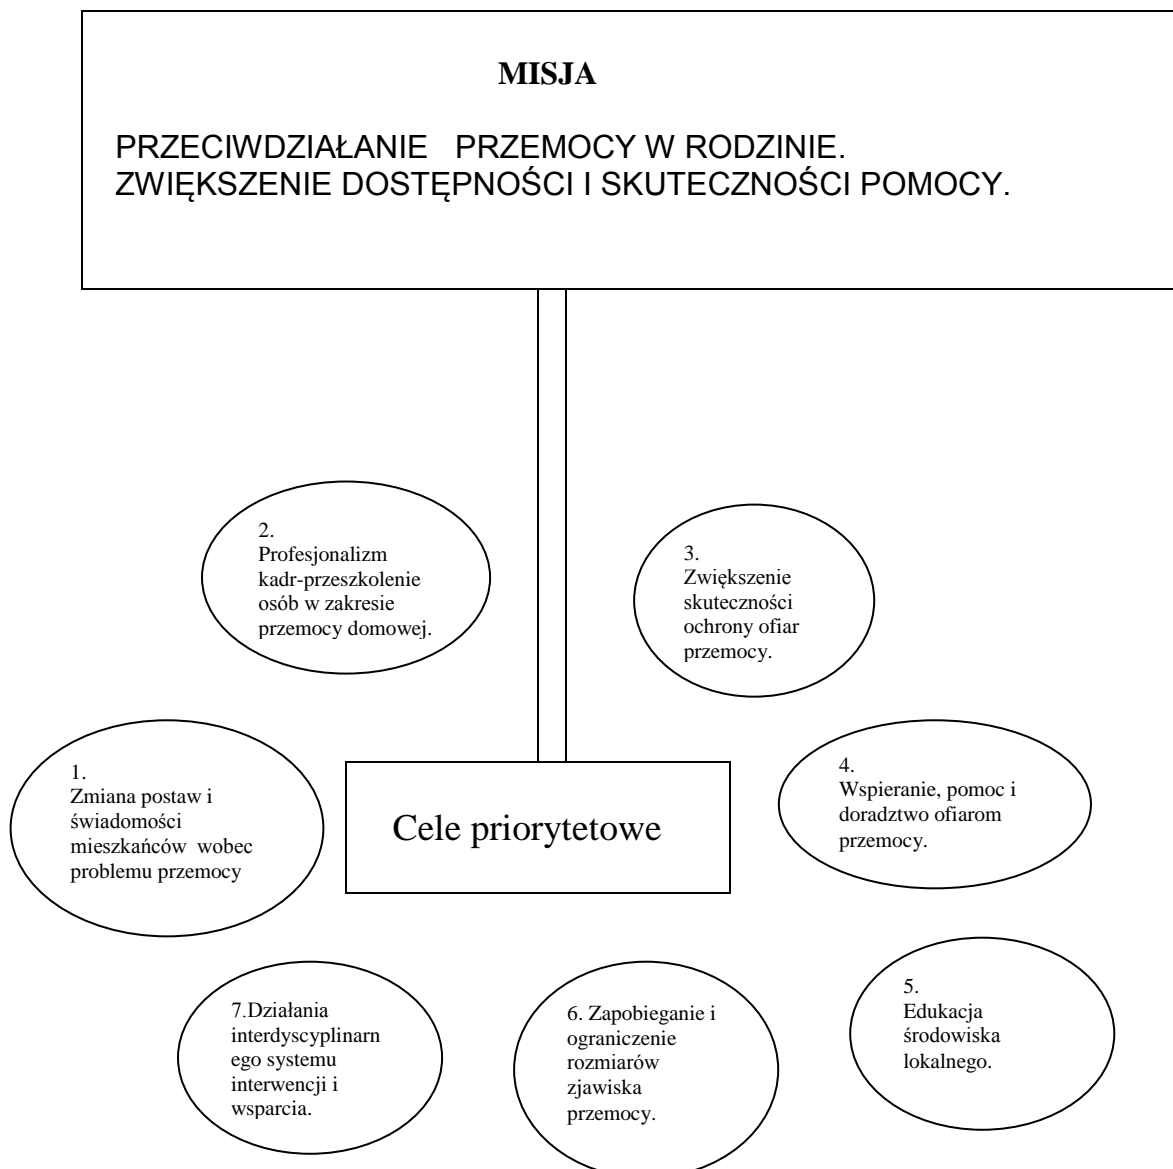 MISJA
PRZECIWDZIAŁANIE   PRZEMOCY W RODZINIE.
ZWIĘKSZENIE DOSTĘPNOŚCI I SKUTECZNOŚCI POMOCY.
2.
Profesjonalizm
kadr-przeszkolenie
osób w zakresie
przemocy domowej.
3.
Zwiększenie
skuteczności
ochrony ofiar
przemocy.
1.
Zmiana postaw i
świadomości
mieszkańców  wobec
problemu przemocy
Cele priorytetowe
4.
Wspieranie, pomoc i
doradztwo ofiarom
przemocy.
7.Działania
interdyscyplinarn
ego systemu
interwencji i
wsparcia.
6. Zapobieganie i
ograniczenie
rozmiarów
zjawiska
przemocy.
5.
Edukacja
środowiska
lokalnego.